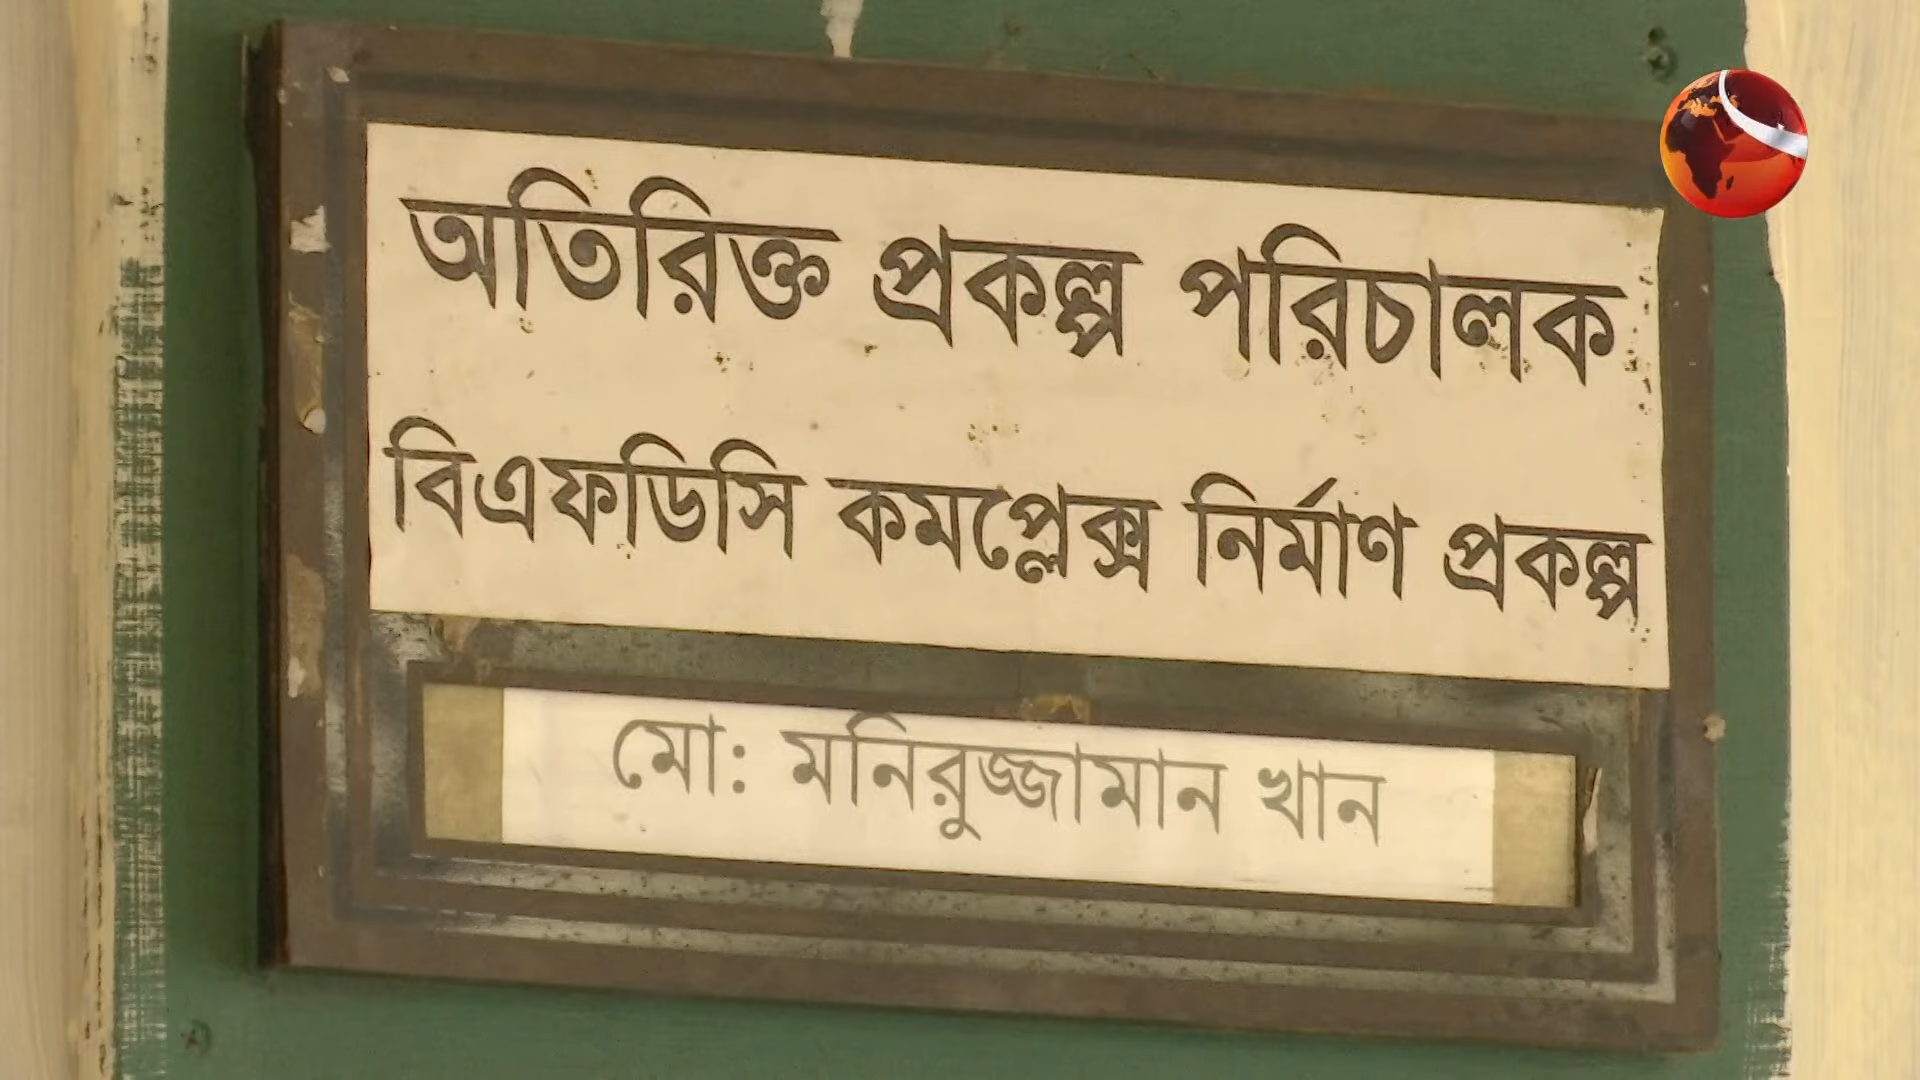 অতিরিক্ত প্রকল্প পরিচালক
বিএফডিসি কমপ্লেক্স নির্মাণ প্রকল্প
মো: মনিরুজ্জামান খান